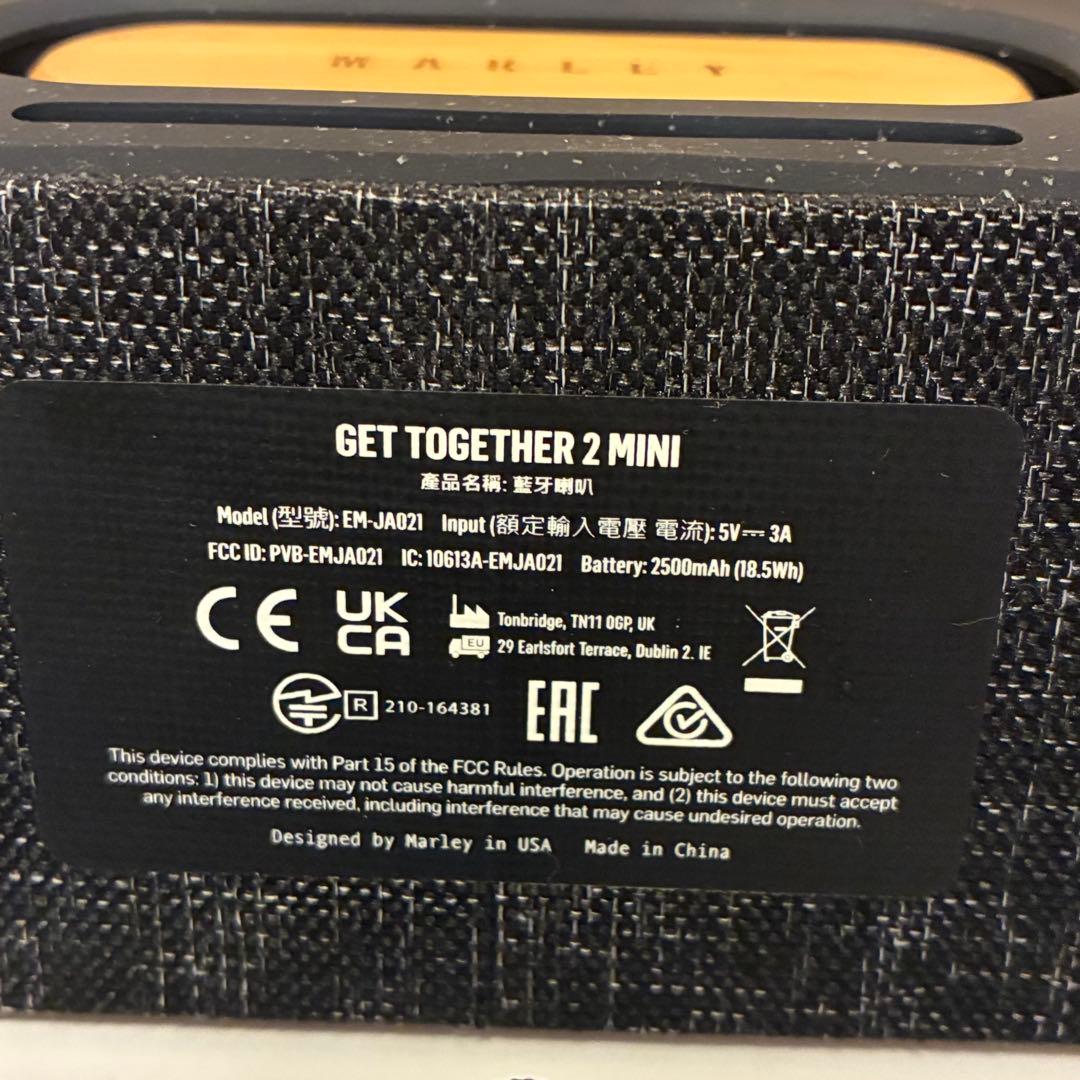 MARLEY
GET TOGETHER 2 MINI
產品名稱: 藍牙喇叭
Model (型號): EM-JA021 Input (額定輸入電壓 電流): 5V⎓3A
FCC ID: PVB-EMJA021 IC: 10613A-EMJA021 Battery: 2500mAh (18.5Wh)
CE UK CA Tonbridge, TN11 0GP, UK
EU 29 Earlsfort Terrace, Dublin 2. IE
R 210-164381 EAC
This device complies with Part 15 of the FCC Rules. Operation is subject to the following two
conditions: 1) this device may not cause harmful interference, and (2) this device must accept
any interference received, including interference that may cause undesired operation.
Designed by Marley in USA Made in China